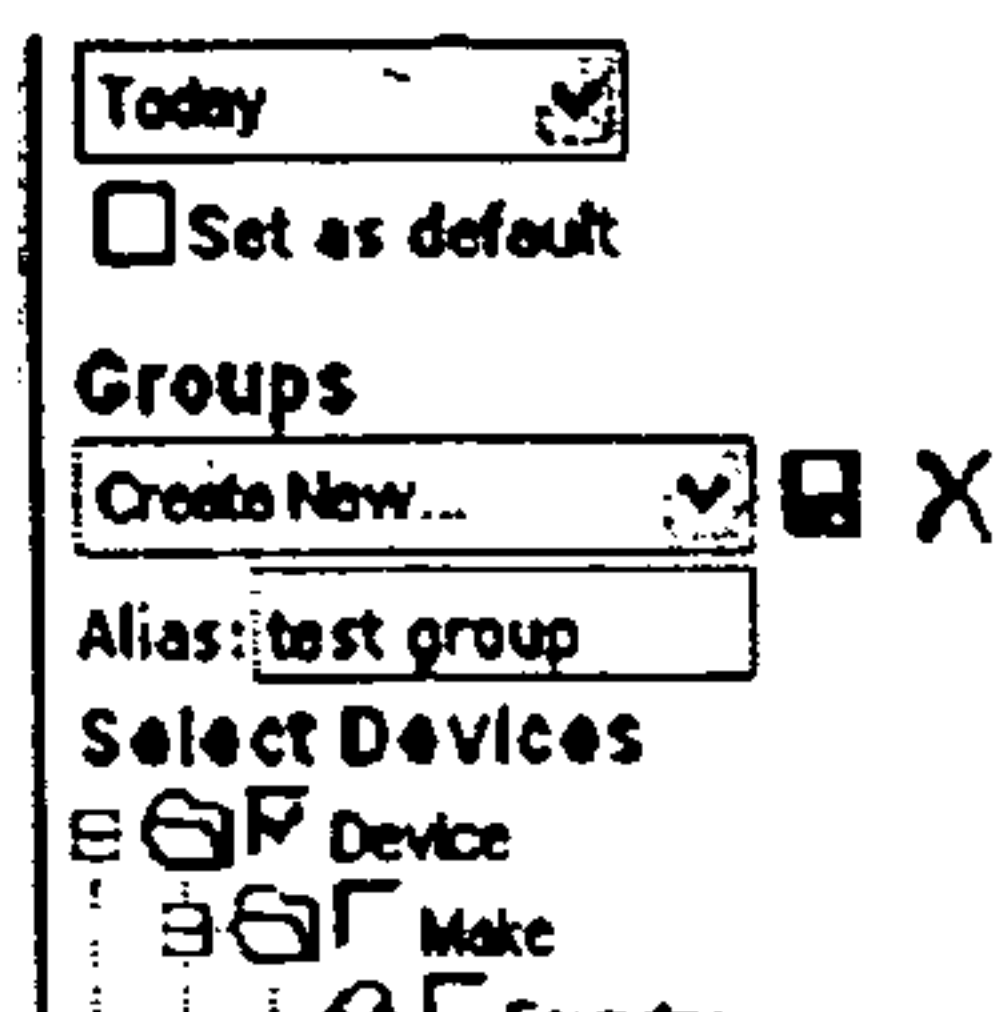 Today
Set as default
Groups
Create New...
Alias: test group
Select Devices
Device
Make